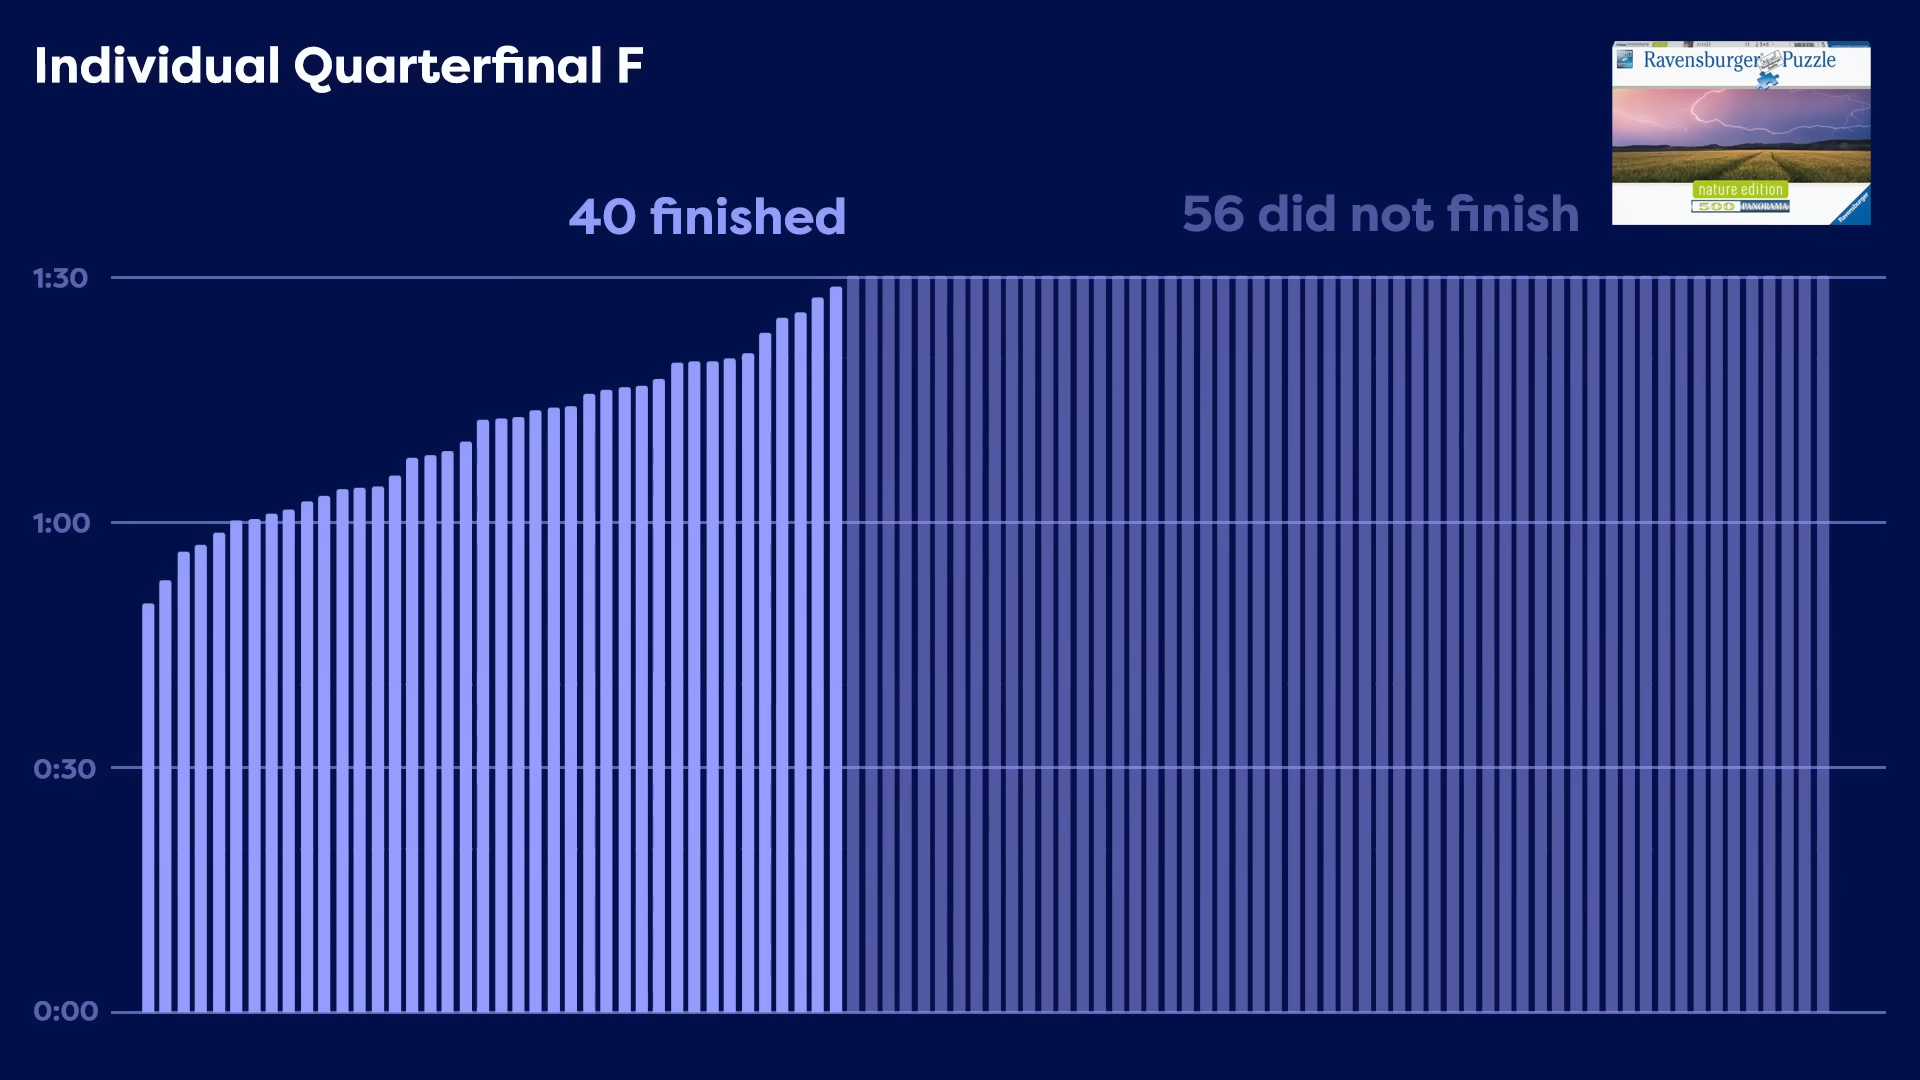 Individual Quarterfinal F
Ravensburger Puzzle
nature edition
500 PANORAMA
Ravensburger
40 finished
56 did not finish
1:30
1:00
0:30
0:00